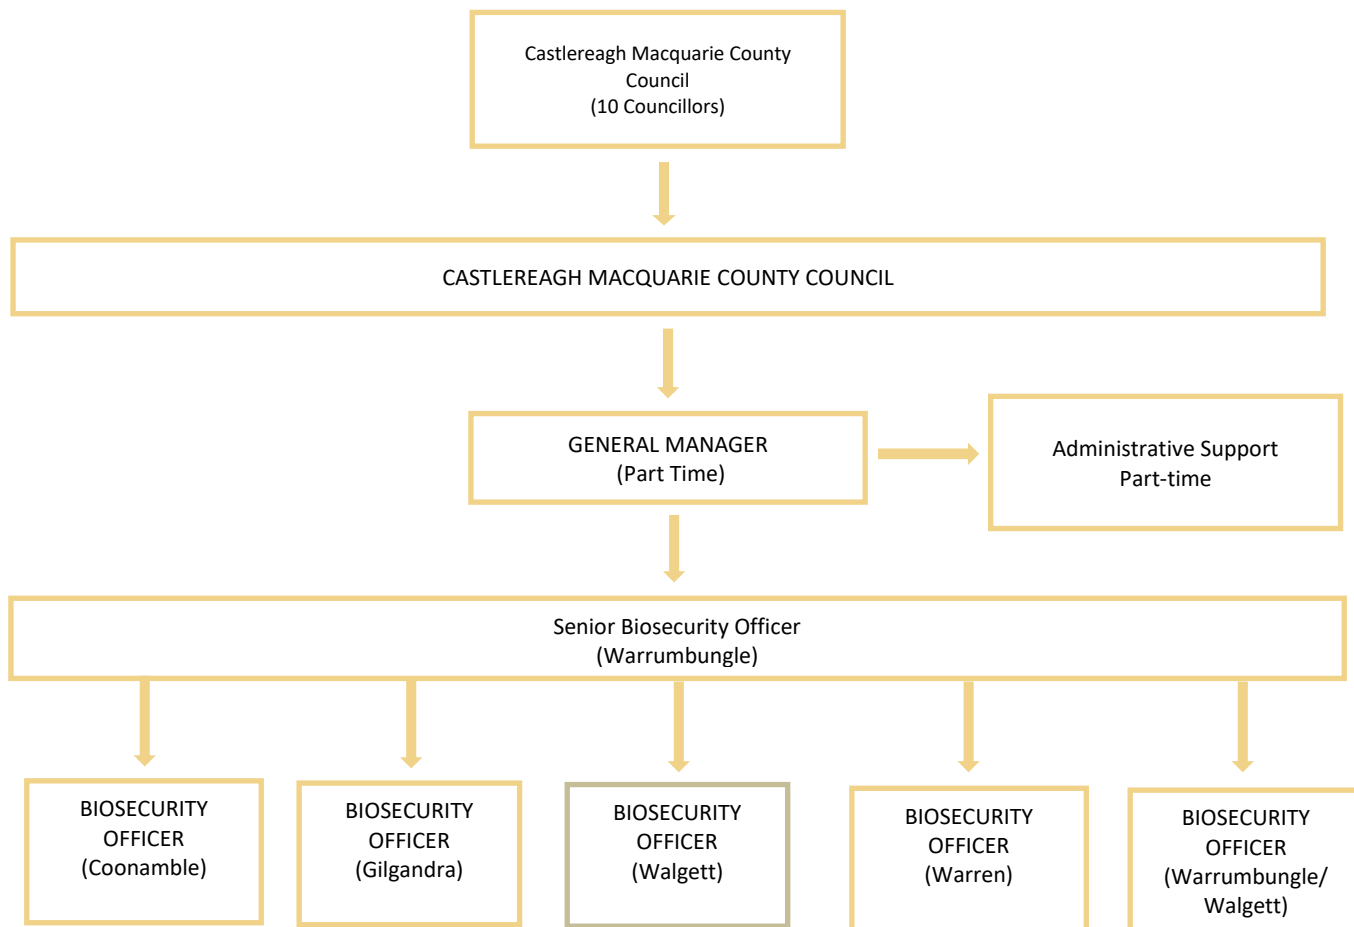 Castlereagh Macquarie County
Council
(10 Councillors)
CASTLEREAGH MACQUARIE COUNTY COUNCIL
GENERAL MANAGER
(Part Time)
Administrative Support
Part-time
Senior Biosecurity Officer
(Warrumbungle)
BIOSECURITY
OFFICER
(Coonamble)
BIOSECURITY
OFFICER
(Gilgandra)
BIOSECURITY
OFFICER
(Walgett)
BIOSECURITY
OFFICER
(Warren)
BIOSECURITY
OFFICER
(Warrumbungle/
Walgett)